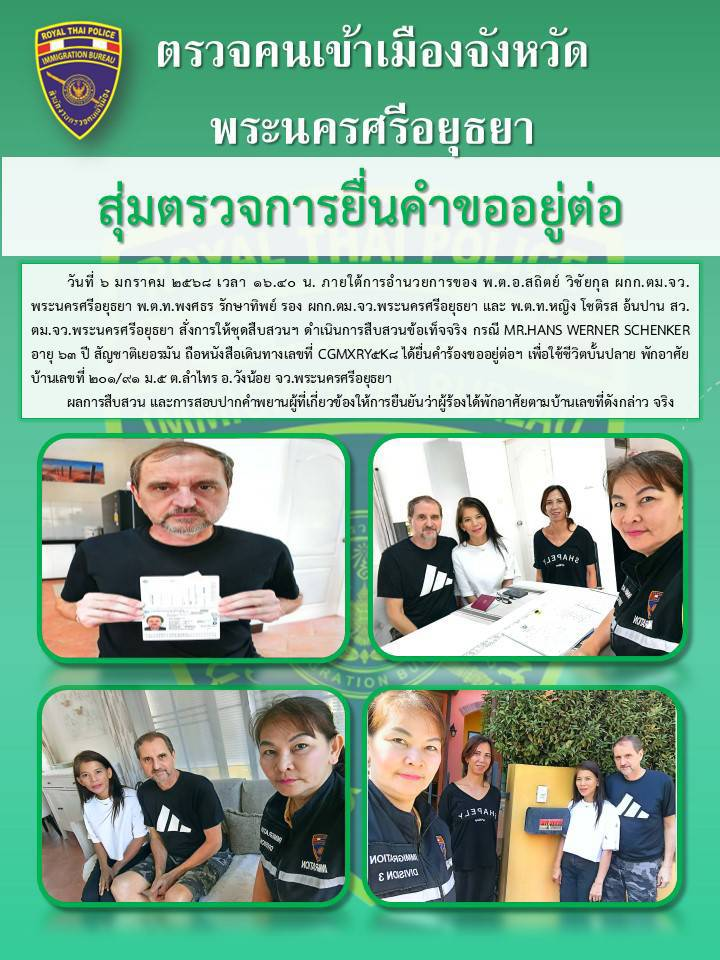 ROYAL THAI POLICE
IMMIGRATION BUREAU
สำนักงานตรวจคนเข้าเมือง
ตรวจคนเข้าเมืองจังหวัด
พระนครศรีอยุธยา
สุ่มตรวจการยื่นคำขออยู่ต่อ
วันที่ ๖ มกราคม ๒๕๖๘ เวลา ๑๖.๔๐ น. ภายใต้การอำนวยการของ พ.ต.อ.สถิตย์ วิชัยกุล ผกก.ตม.จว.
พระนครศรีอยุธยา พ.ต.ท.พงศธร รักษาทิพย์ รอง ผกก.ตม.จว.พระนครศรีอยุธยา และ พ.ต.ท.หญิง โชติรส อ้นปาน สว.
ตม.จว.พระนครศรีอยุธยา สั่งการให้ชุดสืบสวนฯ ดำเนินการสืบสวนข้อเท็จจริง กรณี MR.HANS WERNER SCHENKER
อายุ ๖๓ ปี สัญชาติเยอรมัน ถือหนังสือเดินทางเลขที่ CGMXRY๕K๘ ได้ยื่นคำร้องขออยู่ต่อฯ เพื่อใช้ชีวิตบั้นปลาย พักอาศัย
บ้านเลขที่ ๒๐๑/๙๑ ม.๕ ต.ลำไทร อ.วังน้อย จว.พระนครศรีอยุธยา
ผลการสืบสวน และการสอบปากคำพยานผู้ที่เกี่ยวข้องให้การยืนยันว่าผู้ร้องได้พักอาศัยตามบ้านเลขที่ดังกล่าว จริง
SHAPELY
SHAPELY
IMMIGRATION
DIVISION 3